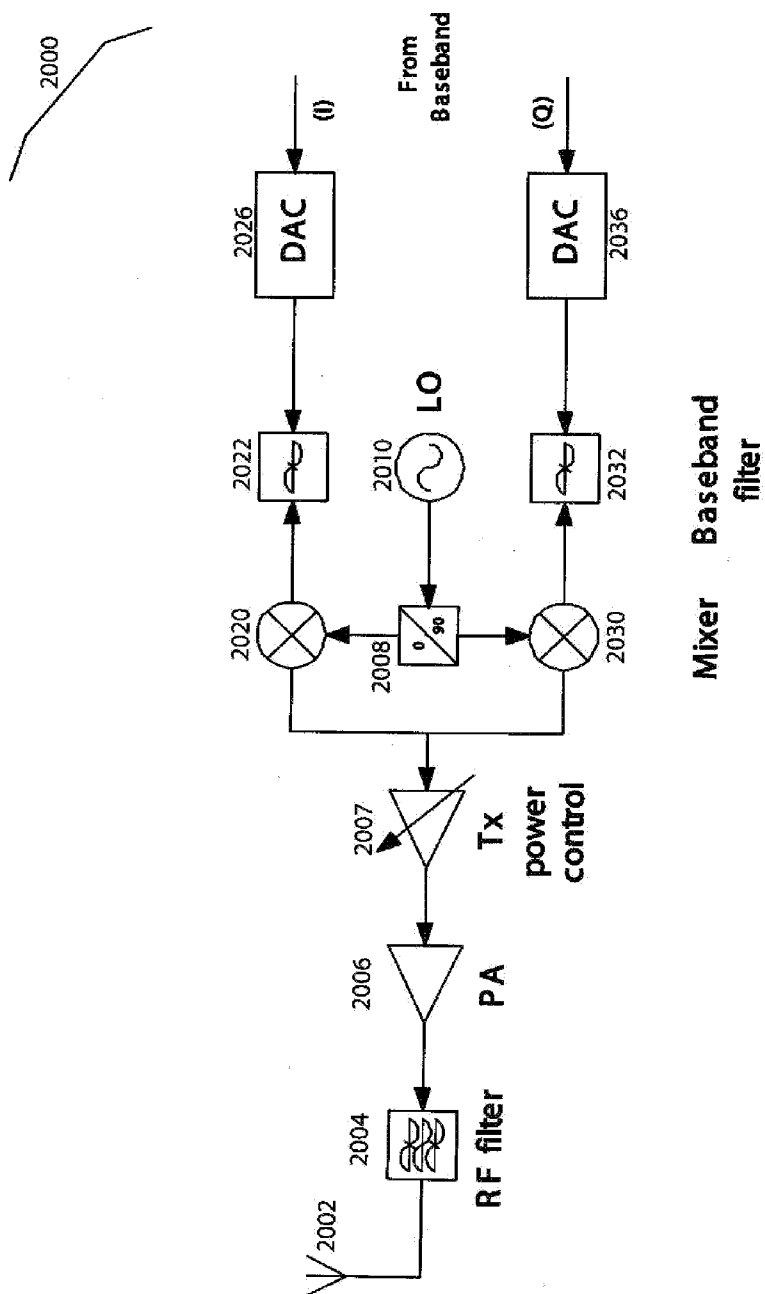 2000
2002
2004
RF filter
2006
PA
2007
Tx
power
control
2020
2008
0
90
2030
Mixer
2022
2010
LO
2032
Baseband
filter
2026
DAC
DAC
2036
(I)
From
Baseband
(Q)